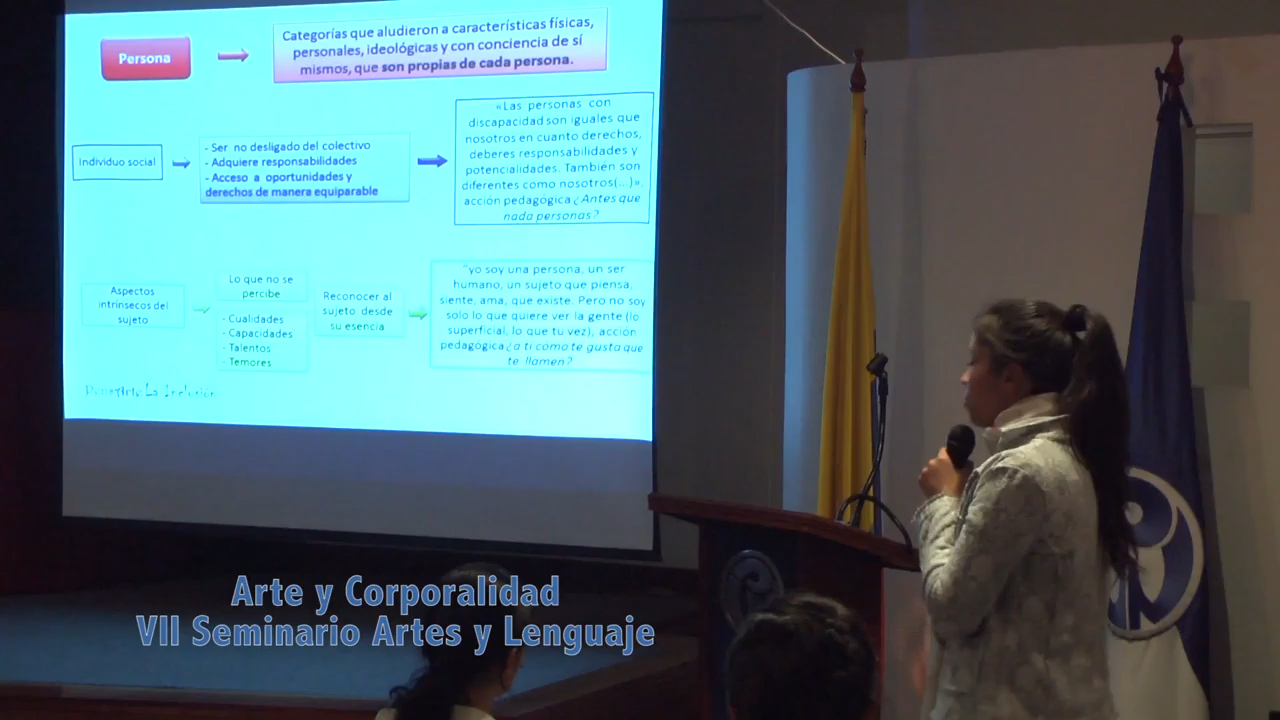 Persona
Categorías que aludieron a características físicas,
personales, ideológicas y con conciencia de sí
mismos, que son propias de cada persona.
Individuo social
- Ser no desligado del colectivo
- Adquiere responsabilidades
- Acceso a oportunidades y
derechos de manera equiparable
«Las personas con
discapacidad son iguales que
nosotros en cuanto derechos,
deberes responsabilidades y
potencialidades. También son
diferentes como nosotros(...)».
acción pedagógica ¿Antes que
nada personas?
Aspectos
intrínsecos del
sujeto
Lo que no se
percibe
- Cualidades
- Capacidades
- Talentos
- Temores
Reconocer al
sujeto desde
su esencia
"yo soy una persona, un ser
humano, un sujeto que piensa,
siente, ama, que existe. Pero no soy
solo lo que quiere ver la gente (lo
superficial, lo que tu vez), acción
pedagógica ¿a ti cómo te gusta que
te llamen?
La Inclusión
Arte y Corporalidad
VII Seminario Artes y Lenguaje